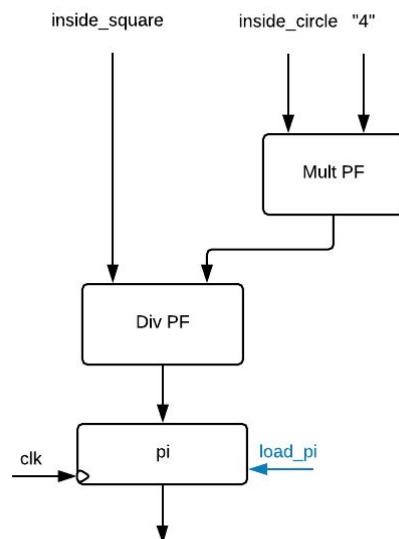 inside_square
inside_circle "4"
Mult PF
Div PF
pi
clk
load_pi